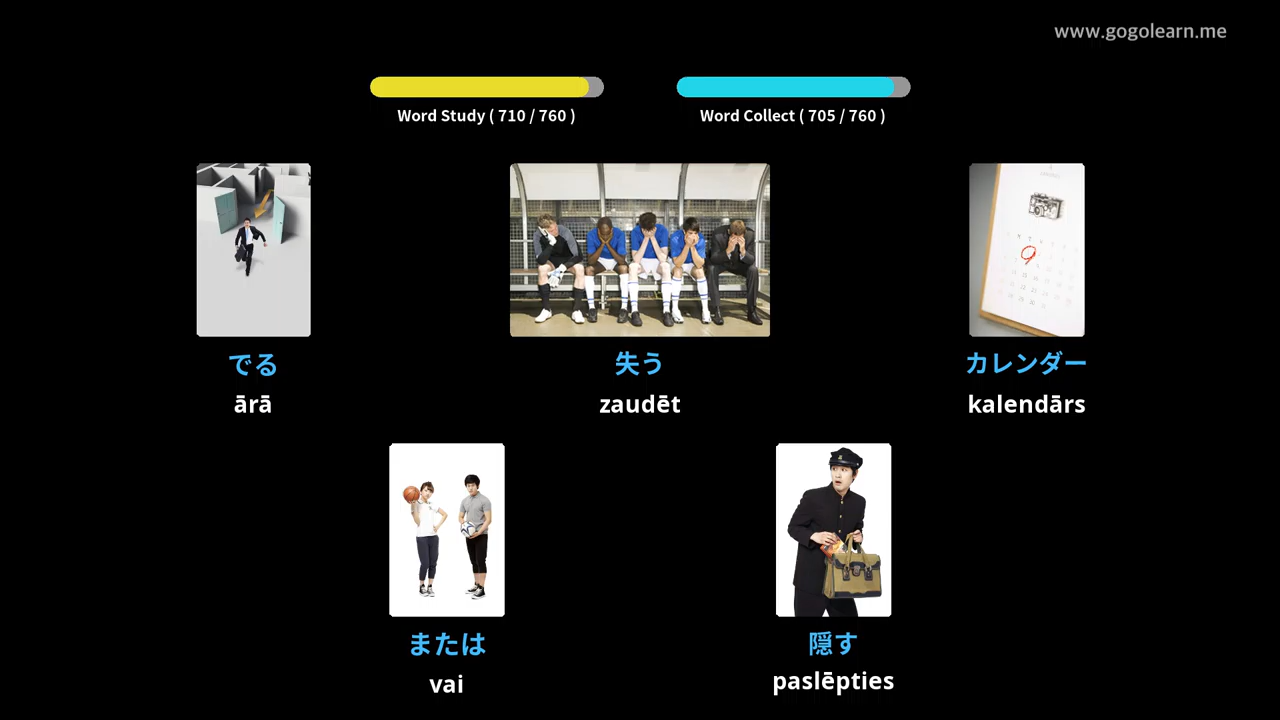 www.gogolearn.me
Word Study ( 710 / 760 )
Word Collect ( 705 / 760 )
でる
ārā
失う
zaudēt
カレンダー
kalendārs
または
vai
隠す
paslēpties